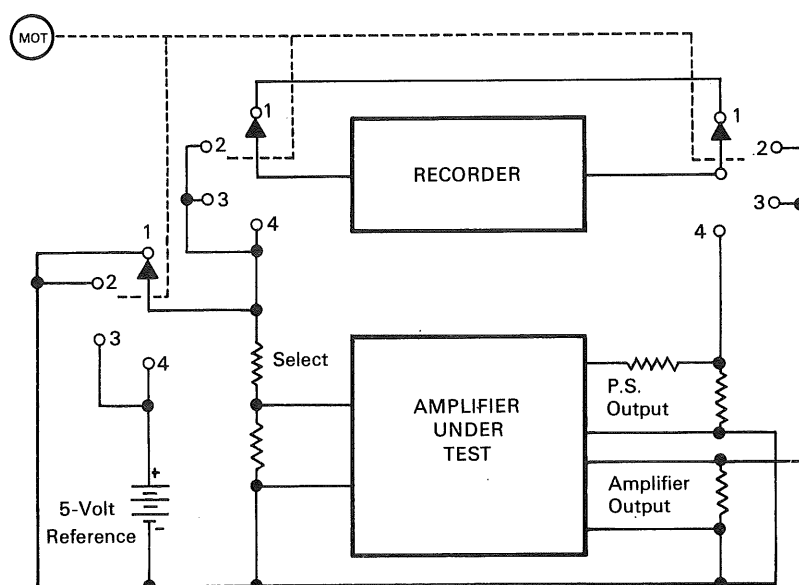 MOT
1
1
2
RECORDER
2
3
3
4
4
1
2
3
4
Select
+
-
5-Volt
Reference
AMPLIFIER
UNDER
TEST
P.S.
Output
Amplifier
Output